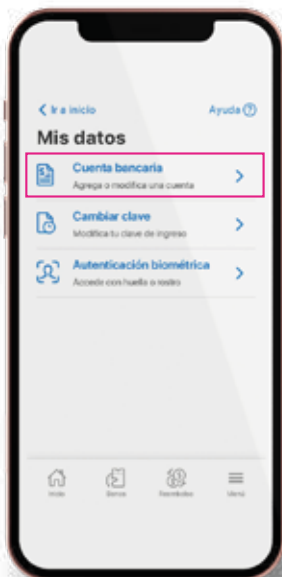 Ir a inicio
Ayuda
Mis datos
Cuenta bancaria
Agrega o modifica una cuenta
Cambiar clave
Modifica tu clave de ingreso
Autenticación biométrica
Accede con huella o rostro
Inicio
Bonos
Reembolso
Menú